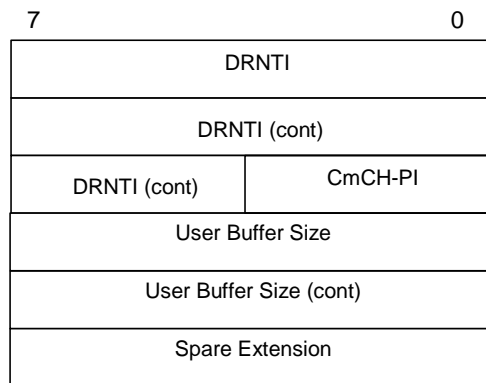 7 0
DRNTI
DRNTI (cont)
DRNTI (cont) CmCH-PI
User Buffer Size
User Buffer Size (cont)
Spare Extension